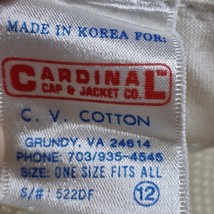 MADE IN KOREA FOR:
CARDINAL™
CAP & JACKET CO.
C. V. COTTON
GRUNDY, VA 24614
PHONE: 703/935-4545
SIZE: ONE SIZE FITS ALL
S/#: 522DF 12